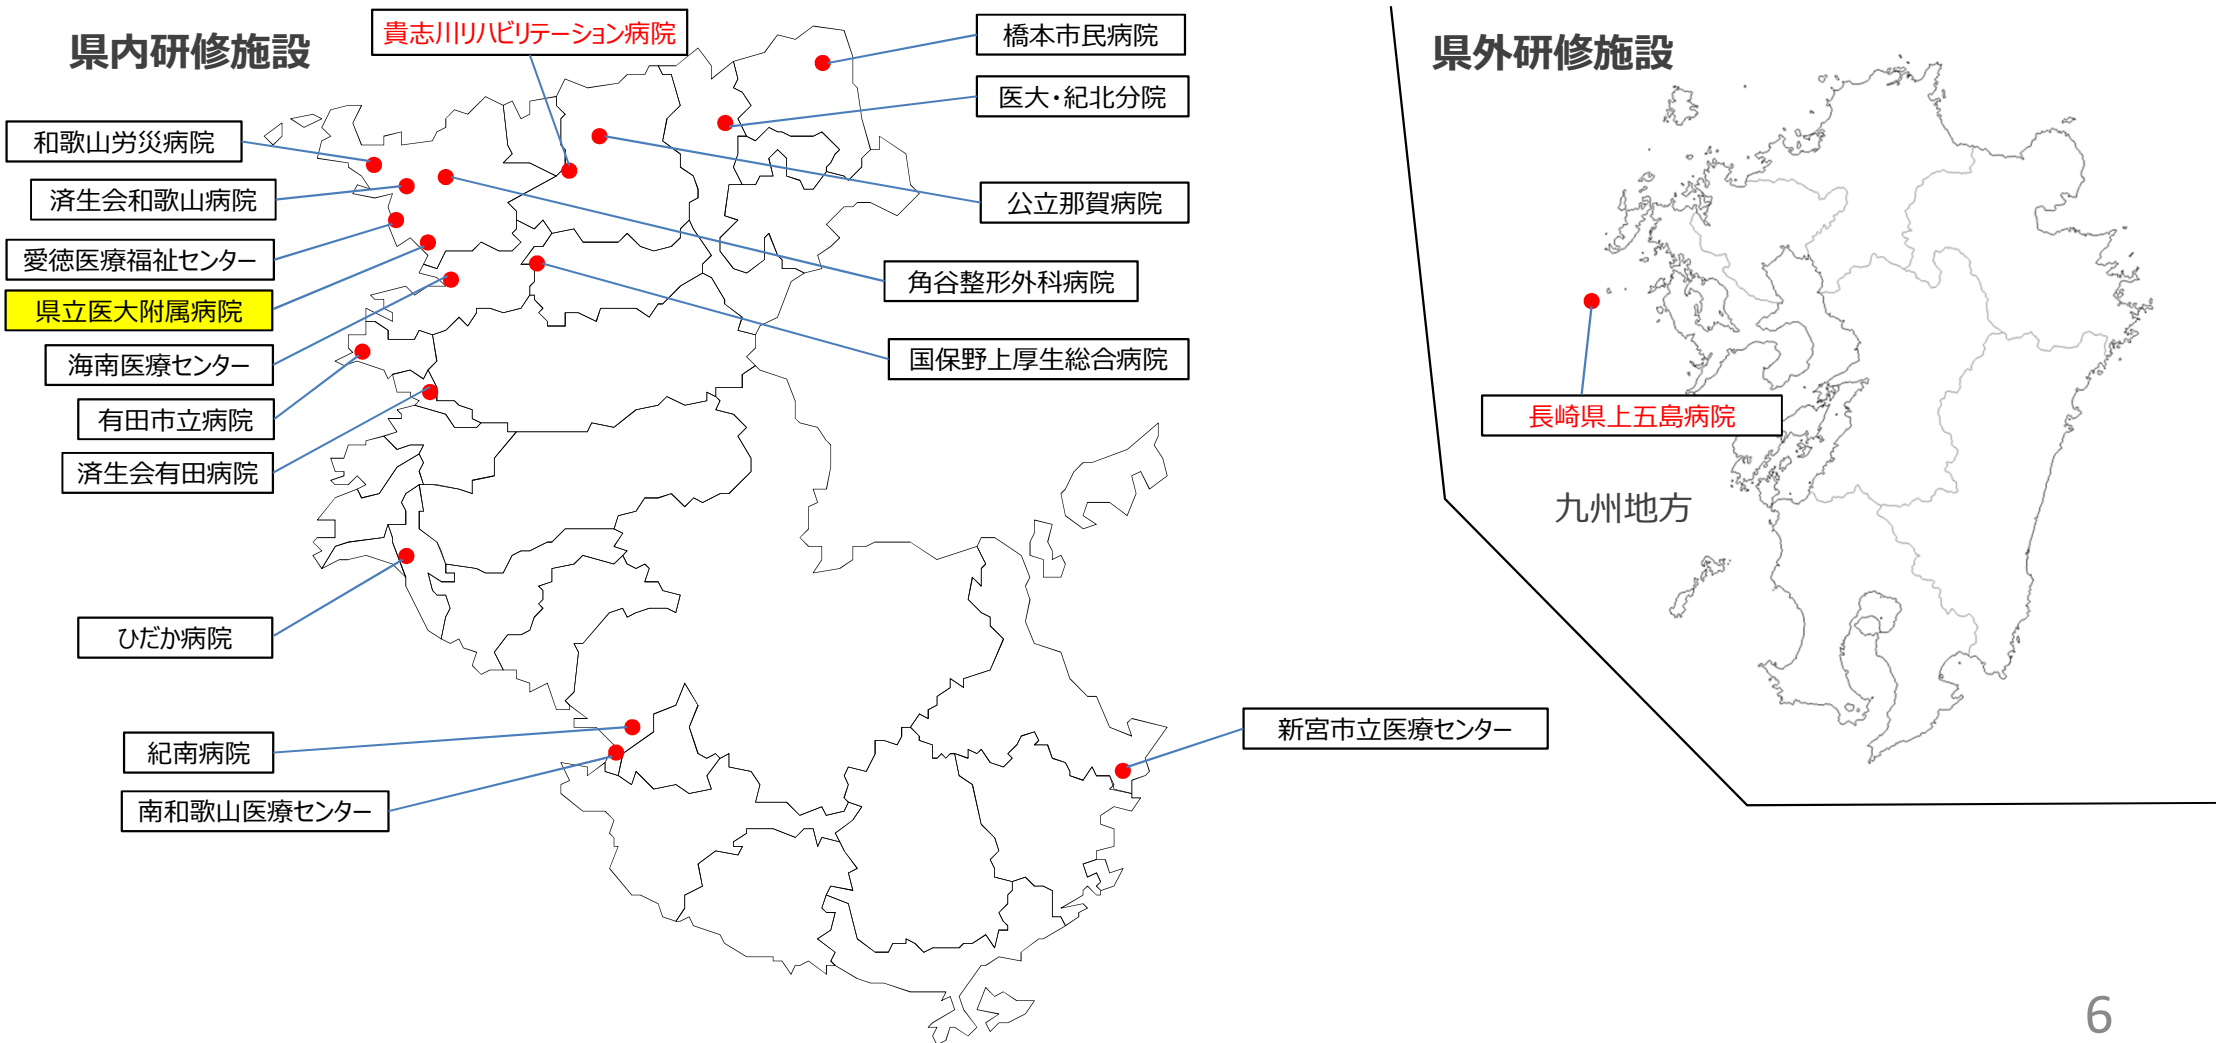 県内研修施設
貴志川リハビリテーション病院
橋本市民病院
医大・紀北分院
和歌山労災病院
済生会和歌山病院
公立那賀病院
愛徳医療福祉センター
角谷整形外科病院
県立医大附属病院
海南医療センター
国保野上厚生総合病院
有田市立病院
済生会有田病院
ひだか病院
紀南病院
南和歌山医療センター
新宮市立医療センター
県外研修施設
長崎県上五島病院
九州地方
6